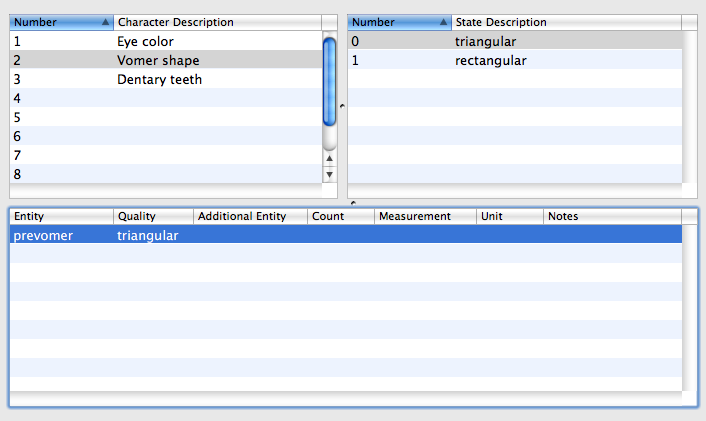 Number Character Description
1 Eye color
2 Vomer shape
3 Dentary teeth
4
5
6
7
8
Number State Description
0 triangular
1 rectangular
Entity Quality Additional Entity Count Measurement Unit Notes
prevomer triangular